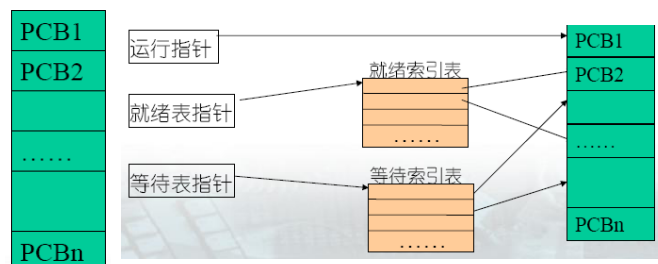 PCB1
PCB2
……
PCBn
运行指针
就绪表指针
等待表指针
就绪索引表
……
等待索引表
……
PCB1
PCB2
……
PCBn